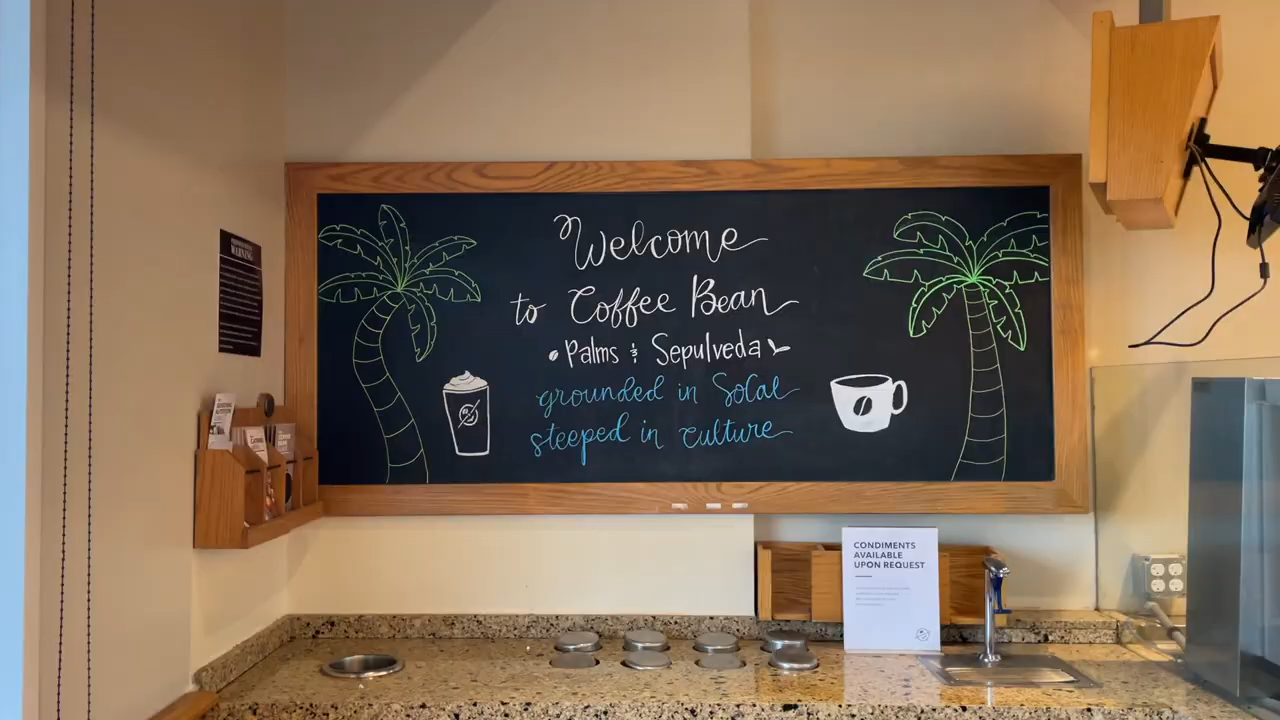 Welcome
to Coffee Bean
Palms & Sepulveda
grounded in SoCal
steeped in culture
WARNING
CONDIMENTS
AVAILABLE
UPON REQUEST